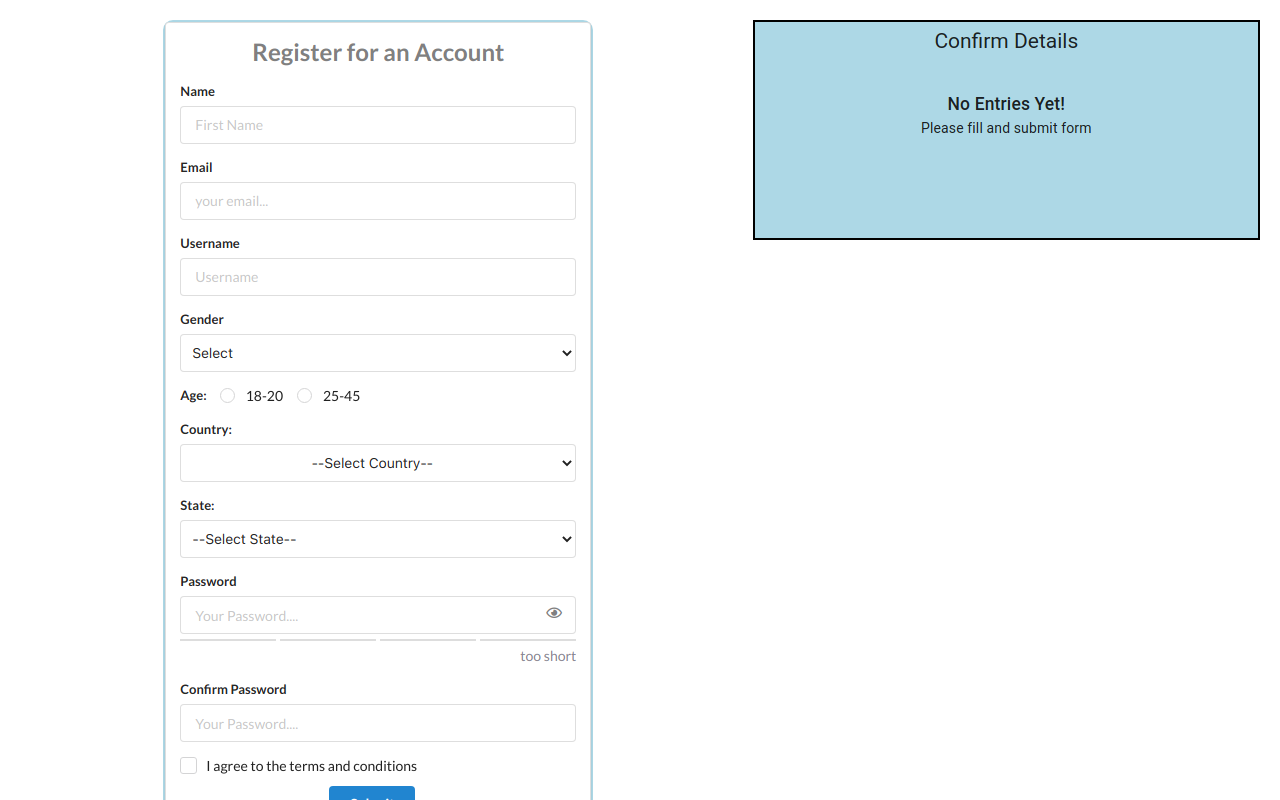 Register for an Account
Name
First Name
Email
your email...
Username
Username
Gender
Select
Age: 18-20 25-45
Country:
--Select Country--
State:
--Select State--
Password
Your Password....
too short
Confirm Password
Your Password....
I agree to the terms and conditions
Confirm Details
No Entries Yet!
Please fill and submit form